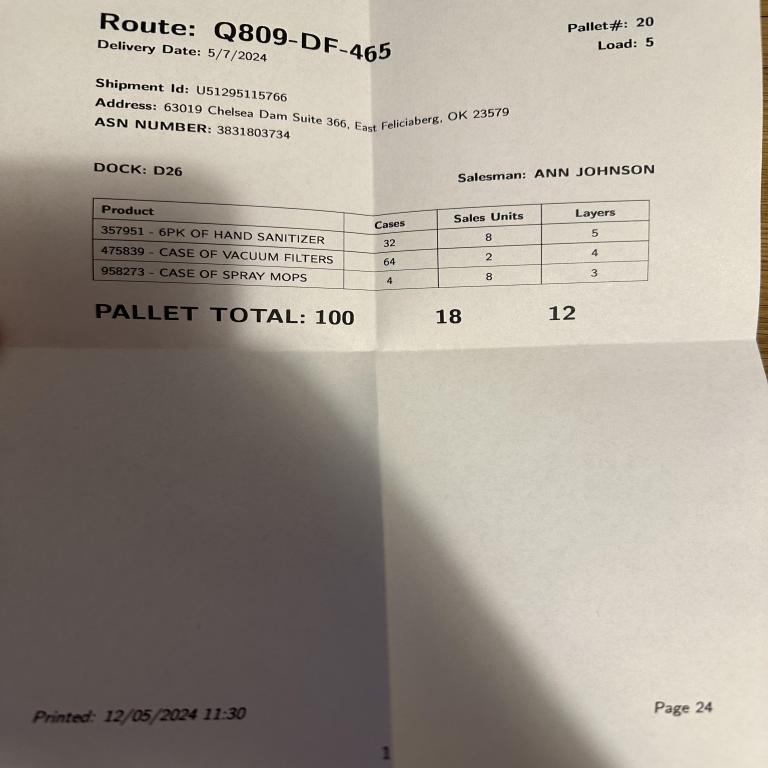 Route: Q809-DF-465
Pallet#: 20
Delivery Date: 5/7/2024
Load: 5
Shipment Id: U51295115766
Address: 63019 Chelsea Dam Suite 366, East Feliciaberg, OK 23579
ASN NUMBER: 3831803734
DOCK: D26
Salesman: ANN JOHNSON
Product Cases Sales Units Layers
357951 - 6PK OF HAND SANITIZER 32 8 5
475839 - CASE OF VACUUM FILTERS 64 2 4
958273 - CASE OF SPRAY MOPS 4 8 3
PALLET TOTAL: 100 18 12
Printed: 12/05/2024 11:30
Page 24
1